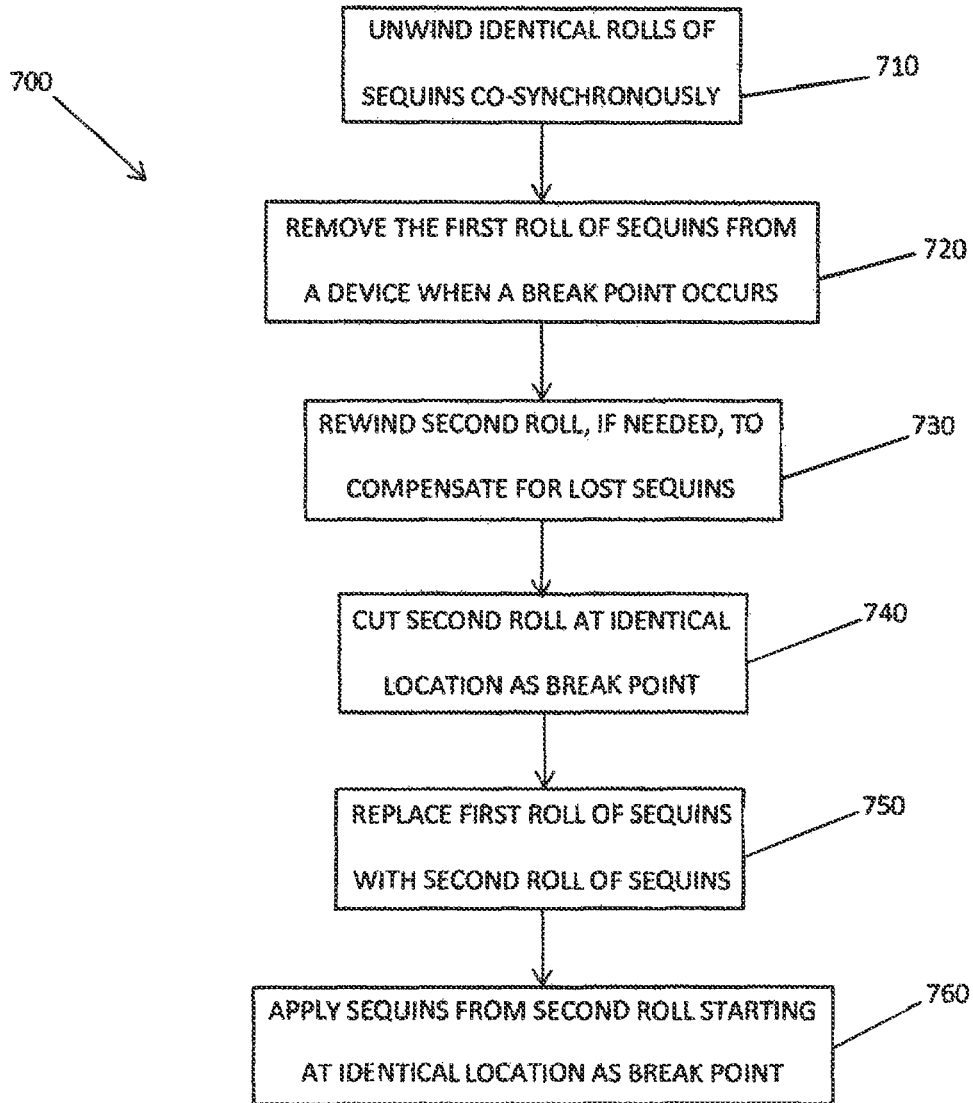 700
UNWIND IDENTICAL ROLLS OF
SEQUINS CO-SYNCHRONOUSLY
710
REMOVE THE FIRST ROLL OF SEQUINS FROM
A DEVICE WHEN A BREAK POINT OCCURS
720
REWIND SECOND ROLL, IF NEEDED, TO
COMPENSATE FOR LOST SEQUINS
730
CUT SECOND ROLL AT IDENTICAL
LOCATION AS BREAK POINT
740
REPLACE FIRST ROLL OF SEQUINS
WITH SECOND ROLL OF SEQUINS
750
APPLY SEQUINS FROM SECOND ROLL STARTING
AT IDENTICAL LOCATION AS BREAK POINT
760